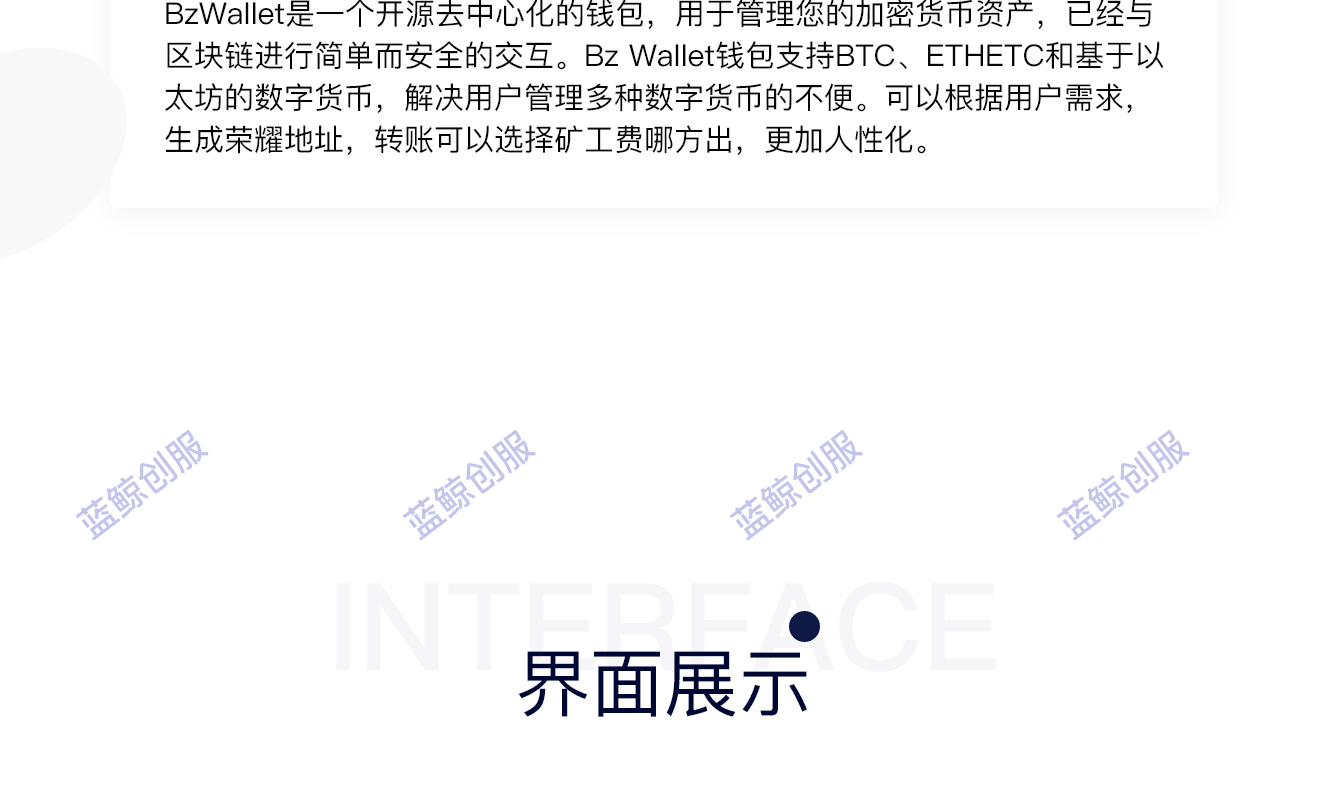 BzWallet是一个开源去中心化的钱包，用于管理您的加密货币资产，已经与
区块链进行简单而安全的交互。Bz Wallet钱包支持BTC、ETHETC和基于以
太坊的数字货币，解决用户管理多种数字货币的不便。可以根据用户需求，
生成荣耀地址，转账可以选择矿工费哪方出，更加人性化。
蓝鲸创服 蓝鲸创服 蓝鲸创服 蓝鲸创服
INTERFACE
界面展示